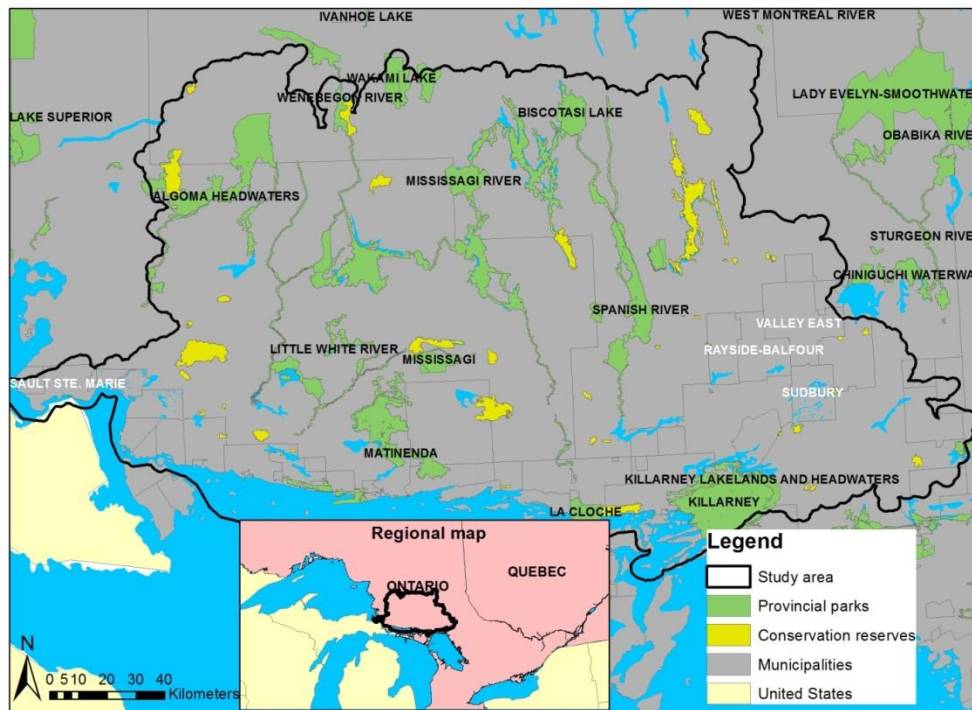 IVANHOE LAKE
WEST MONTREAL RIVER
WAKAMI LAKE
WENEBEGON RIVER
LADY EVELYN-SMOOTHWATE
LAKE SUPERIOR
BISCOTASI LAKE
OBABIKA RIVE
MISSISSAGI RIVER
ALGOMA HEADWATERS
STURGEON RIVE
CHINIGUCHI WATERWA
SPANISH RIVER
VALLEY EAST
LITTLE WHITE RIVER
MISSISSAGI
RAYSIDE-BALFOUR
SAULT STE. MARIE
SUDBURY
MATINENDA
KILLARNEY LAKELANDS AND HEADWATERS
KILLARNEY
LA CLOCHE
Regional map
QUEBEC
ONTARIO
Legend
Study area
Provincial parks
Conservation reserves
Municipalities
United States
N
0 5 10 20 30 40
Kilometers